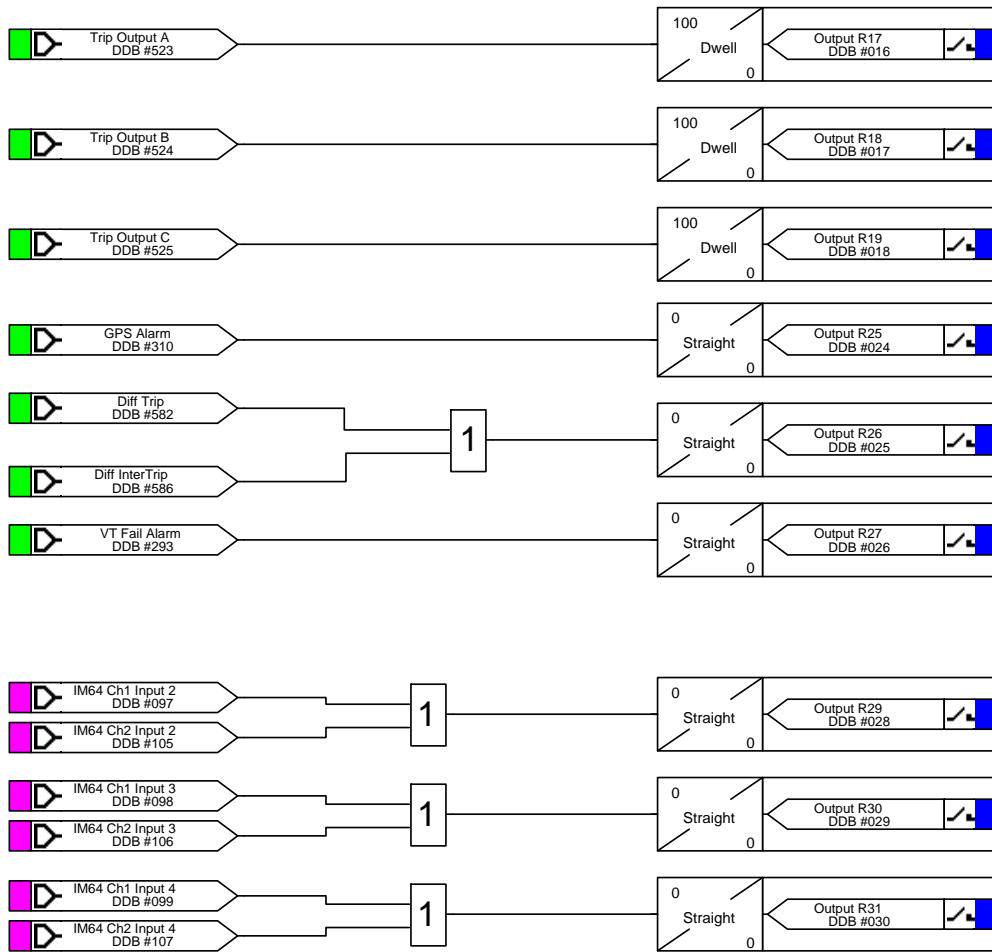 Trip Output A
DDB #523
100
Dwell
0
Output R17
DDB #016
Trip Output B
DDB #524
100
Dwell
0
Output R18
DDB #017
Trip Output C
DDB #525
100
Dwell
0
Output R19
DDB #018
GPS Alarm
DDB #310
0
Straight
0
Output R25
DDB #024
Diff Trip
DDB #582
Diff InterTrip
DDB #586
1
0
Straight
0
Output R26
DDB #025
VT Fail Alarm
DDB #293
0
Straight
0
Output R27
DDB #026
IM64 Ch1 Input 2
DDB #097
IM64 Ch2 Input 2
DDB #105
1
0
Straight
0
Output R29
DDB #028
IM64 Ch1 Input 3
DDB #098
IM64 Ch2 Input 3
DDB #106
1
0
Straight
0
Output R30
DDB #029
IM64 Ch1 Input 4
DDB #099
IM64 Ch2 Input 4
DDB #107
1
0
Straight
0
Output R31
DDB #030